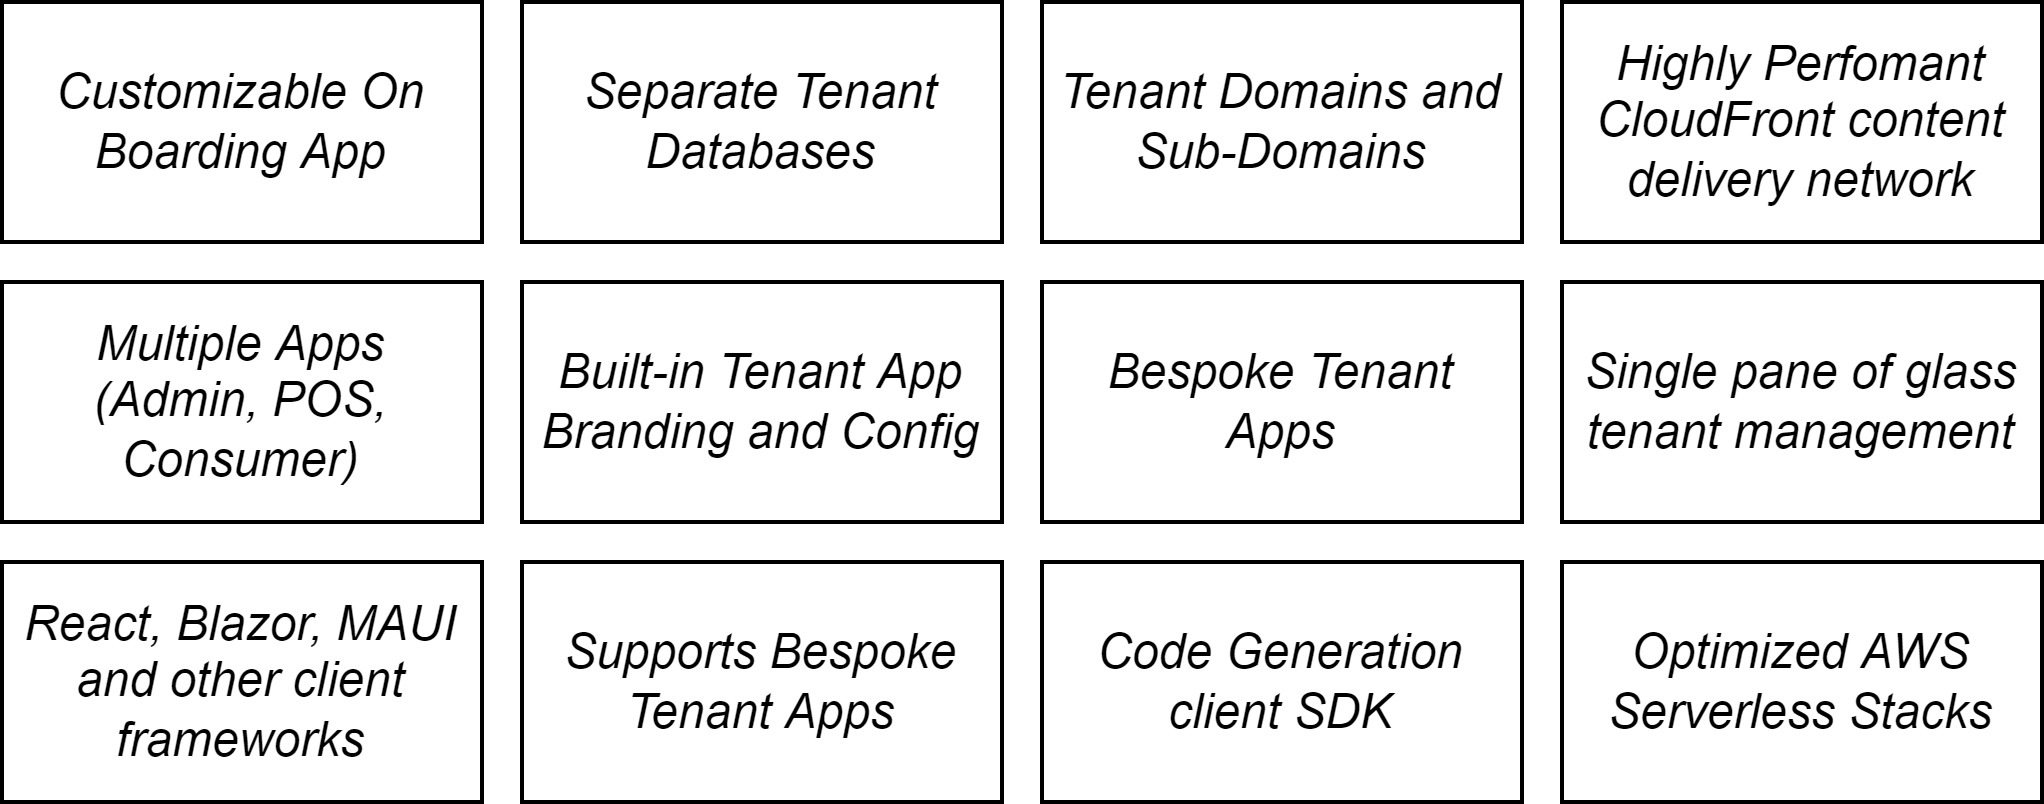 Customizable On
Boarding App
Separate Tenant
Databases
Tenant Domains and
Sub-Domains
Highly Perfomant
CloudFront content
delivery network
Multiple Apps
(Admin, POS,
Consumer)
Built-in Tenant App
Branding and Config
Bespoke Tenant
Apps
Single pane of glass
tenant management
React, Blazor, MAUI
and other client
frameworks
Supports Bespoke
Tenant Apps
Code Generation
client SDK
Optimized AWS
Serverless Stacks